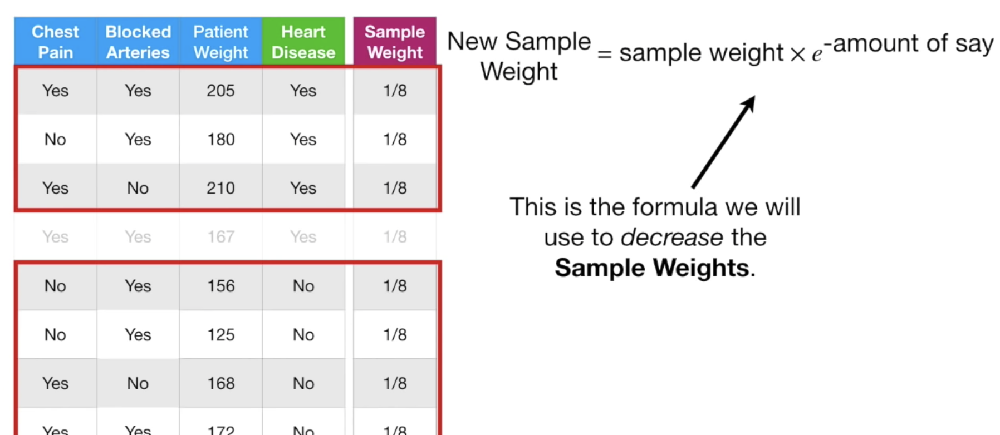 Chest Pain Blocked Arteries Patient Weight Heart Disease Sample Weight
Yes Yes 205 Yes 1/8
No Yes 180 Yes 1/8
Yes No 210 Yes 1/8
Yes Yes 167 Yes 1/8
No Yes 156 No 1/8
No Yes 125 No 1/8
Yes No 168 No 1/8
Yes Yes 172 No 1/8
New Sample Weight = sample weight × e^-amount of say
This is the formula we will
use to decrease the
Sample Weights.